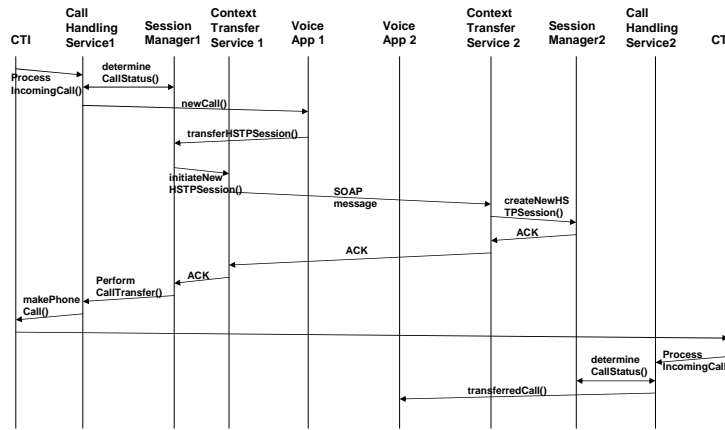 CTI
Call
Handling
Service1
Session
Manager1
Context
Transfer
Service 1
Voice
App 1
Voice
App 2
Context
Transfer
Service 2
Session
Manager2
Call
Handling
Service2
CT
Process
IncomingCall()
determine
CallStatus()
newCall()
transferHSTPSession()
initiateNew
HSTPSession()
SOAP
message
createNewHS
TPSession()
ACK
ACK
ACK
Perform
CallTransfer()
makePhone
Call()
Process
IncomingCall
determine
CallStatus()
transferredCall()